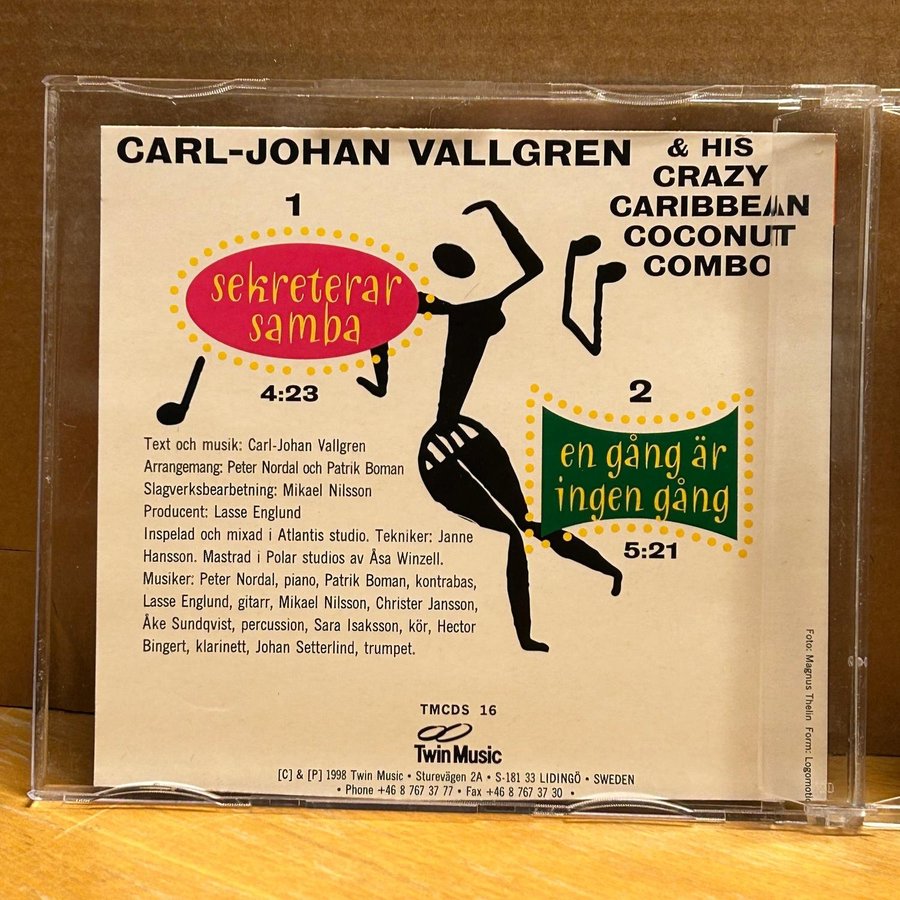 CARL-JOHAN VALLGREN
& HIS
CRAZY
CARIBBEAN
COCONUT
COMBO
1
sekreterar
samba
4:23
2
en gång är
ingen gång
5:21
Text och musik: Carl-Johan Vallgren
Arrangemang: Peter Nordal och Patrik Boman
Slagverksbearbetning: Mikael Nilsson
Producent: Lasse Englund
Inspelad och mixad i Atlantis studio. Tekniker: Janne
Hansson. Mastrad i Polar studios av Åsa Winzell.
Musiker: Peter Nordal, piano, Patrik Boman, kontrabas,
Lasse Englund, gitarr, Mikael Nilsson, Christer Jansson,
Åke Sundqvist, percussion, Sara Isaksson, kör, Hector
Bingert, klarinett, Johan Setterlind, trumpet.
TMCDS 16
Twin Music
[C] & [P] 1998 Twin Music • Sturevägen 2A • S-181 33 LIDINGÖ • SWEDEN
• Phone +46 8 767 37 77 • Fax +46 8 767 37 30 •
Foto: Magnus Thelin Form: